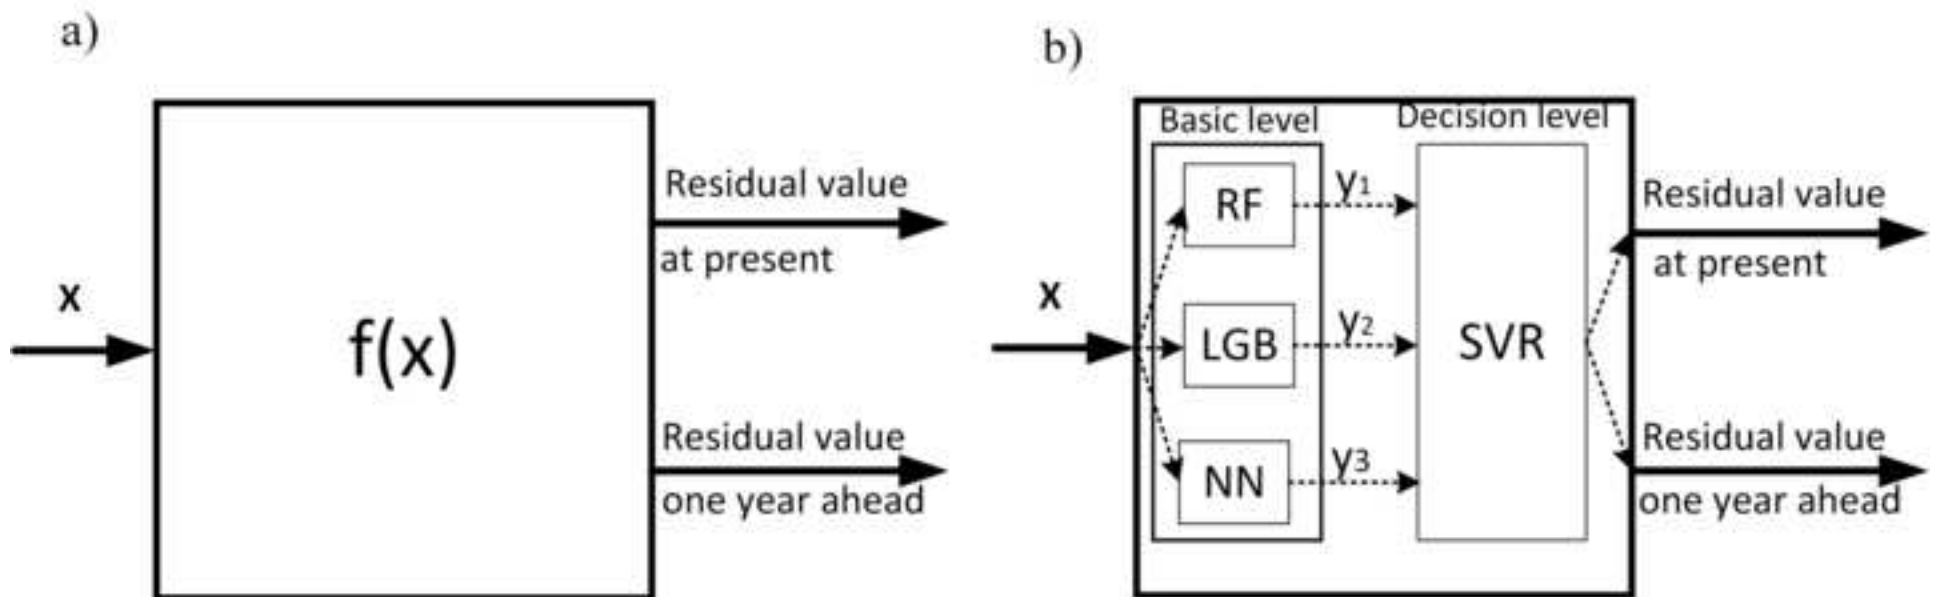 a)
x
f(x)
Residual value
at present
Residual value
one year ahead
b)
x
Basic level
Decision level
RF
y1
LGB
y2
NN
y3
SVR
Residual value
at present
Residual value
one year ahead